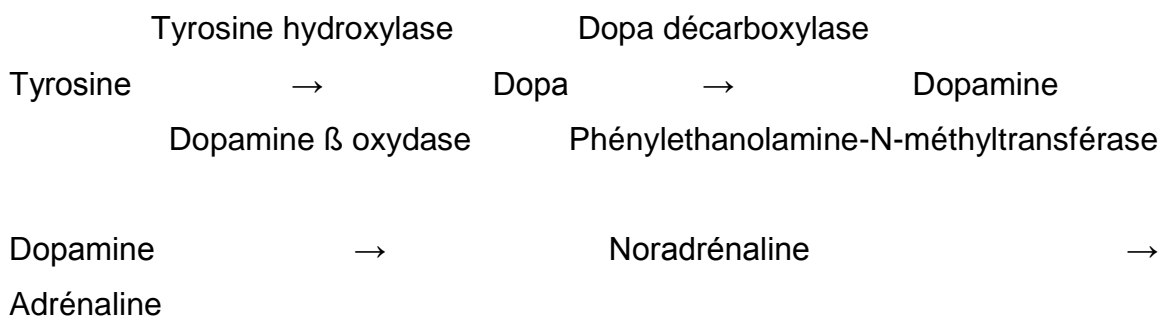 Tyrosine hydroxylase Dopa décarboxylase
Tyrosine → Dopa → Dopamine
Dopamine ß oxydase Phénylethanolamine-N-méthyltransférase
Dopamine → Noradrénaline →
Adrénaline